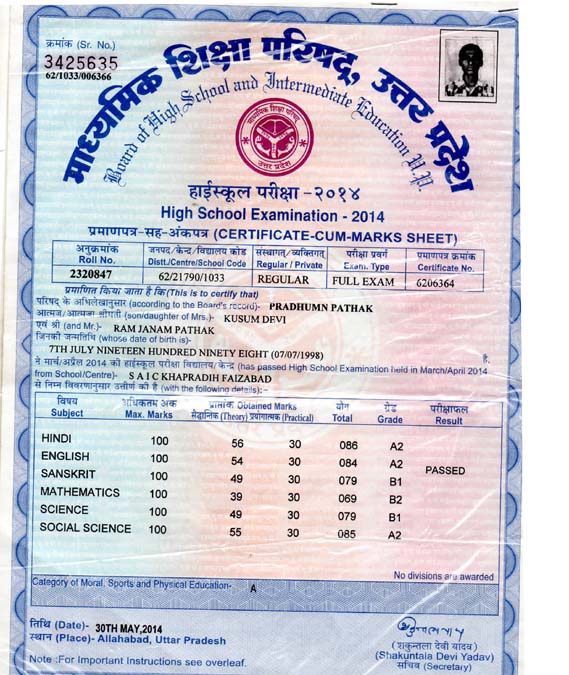 क्रमांक (Sr. No.)
3425635
62/1033/006366
माध्यमिक शिक्षा परिषद्, उत्तर प्रदेश
Board of High School and Intermediate Education U.P.
माध्यमिक शिक्षा परिषद
उत्तर प्रदेश
हाईस्कूल परीक्षा - २०१४
High School Examination - 2014
प्रमाणपत्र-सह-अंकपत्र (CERTIFICATE-CUM-MARKS SHEET)
अनुक्रमांक जनपद/केन्द्र/विद्यालय कोड संस्थागत/व्यक्तिगत परीक्षा प्रवर्ग प्रमाणपत्र क्रमांक
Roll No. Distt./Centre/School Code Regular / Private Exam. Type Certificate No.
2320847 62/21790/1033 REGULAR FULL EXAM 6206364
प्रमाणित किया जाता है कि(This is to certify that)
परिषद के अभिलेखानुसार (according to the Board's record)- PRADHUMN PATHAK
आत्मज/आत्मजा श्रीमती (son/daughter of Mrs.)- KUSUM DEVI
एवं श्री (and Mr.)- RAM JANAM PATHAK
जिनकी जन्मतिथि (whose date of birth is)-
7TH JULY NINETEEN HUNDRED NINETY EIGHT (07/07/1998) है,
ने मार्च/अप्रैल 2014 की हाईस्कूल परीक्षा विद्यालय/केन्द्र (has passed High School Examination held in March/April 2014
from School/Centre)- S A I C KHAPRADIH FAIZABAD
से निम्न विवरणानुसार उत्तीर्ण की है (with the following details):-
विषय अधिकतम अंक प्राप्तांक Obtained Marks योग ग्रेड परीक्षाफल
Subject Max. Marks सैद्धान्तिक (Theory) प्रयोगात्मक (Practical) Total Grade Result
HINDI 100 56 30 086 A2
ENGLISH 100 54 30 084 A2 PASSED
SANSKRIT 100 49 30 079 B1
MATHEMATICS 100 39 30 069 B2
SCIENCE 100 49 30 079 B1
SOCIAL SCIENCE 100 55 30 085 A2
No divisions are awarded
Category of Moral, Sports and Physical Education- A
तिथि (Date)- 30TH MAY,2014
स्थान (Place)- Allahabad, Uttar Pradesh
(शकुन्तला देवी यादव)
(Shakuntala Devi Yadav)
सचिव (Secretary)
Note :For Important Instructions see overleaf.